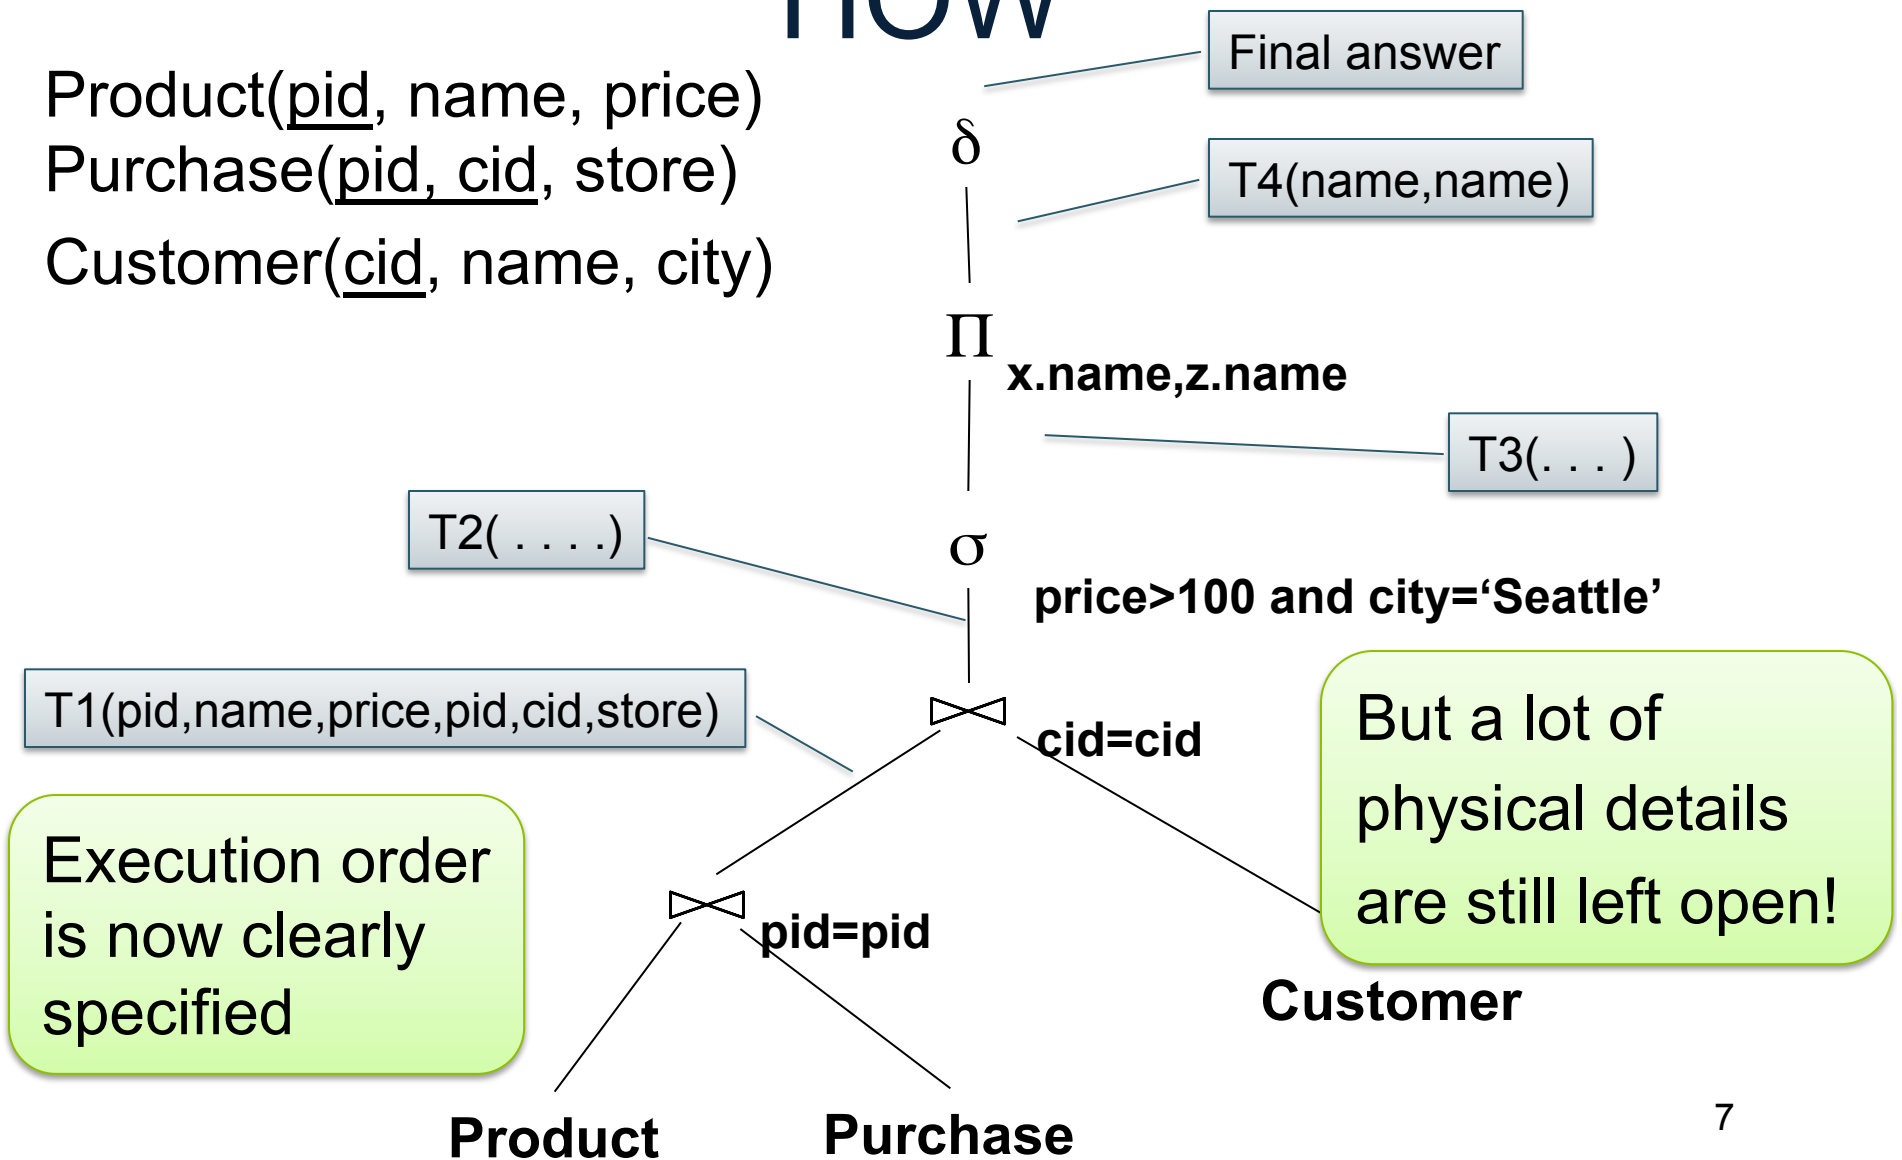 Product(pid, name, price)
Purchase(pid, cid, store)
Customer(cid, name, city)
Final answer
δ
T4(name,name)
Π
x.name,z.name
T3(. . . )
T2( . . . .)
σ
price>100 and city=‘Seattle’
T1(pid,name,price,pid,cid,store)
cid=cid
But a lot of
physical details
are still left open!
Execution order
is now clearly
specified
pid=pid
Customer
Product
Purchase
7